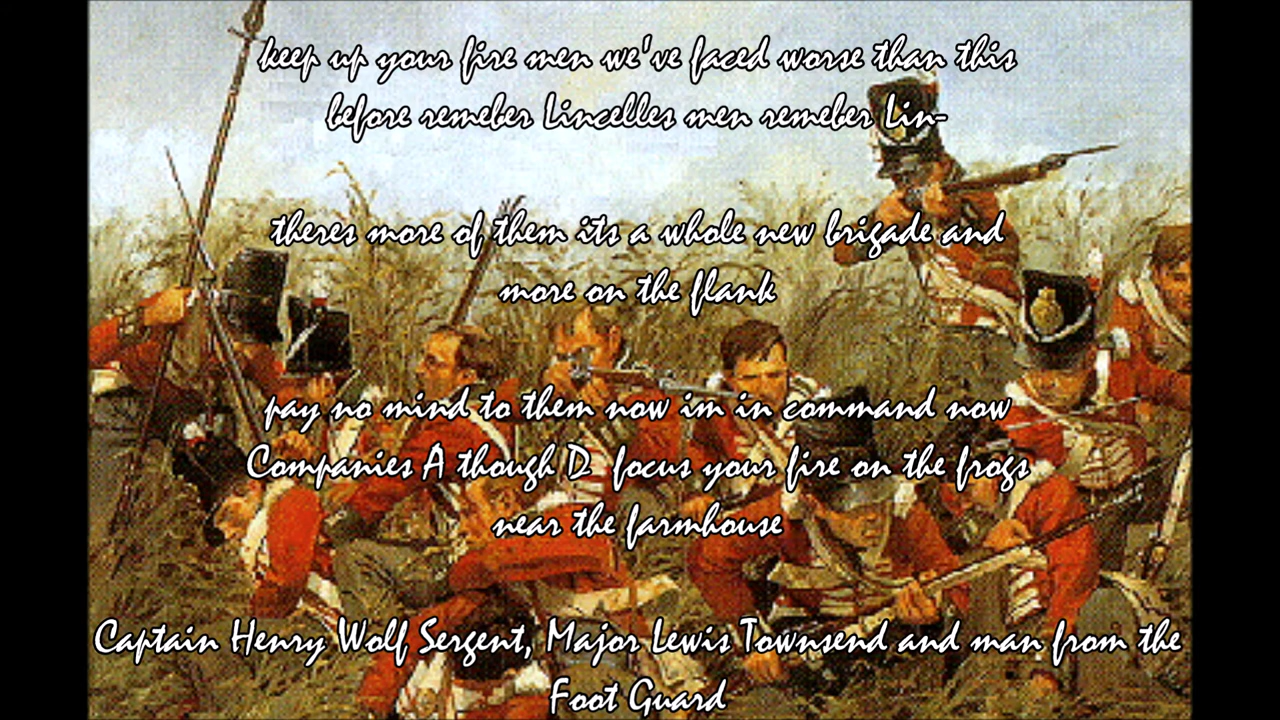 keep up your fire men we've faced worse than this
before remeber Lincelles men remeber Lin-
theres more of them its a whole new brigade and
more on the flank
pay no mind to them now im in command now
Companies A though D focus your fire on the frogs
near the farmhouse
Captain Henry Wolf Sergent, Major Lewis Townsend and man from the
Foot Guard